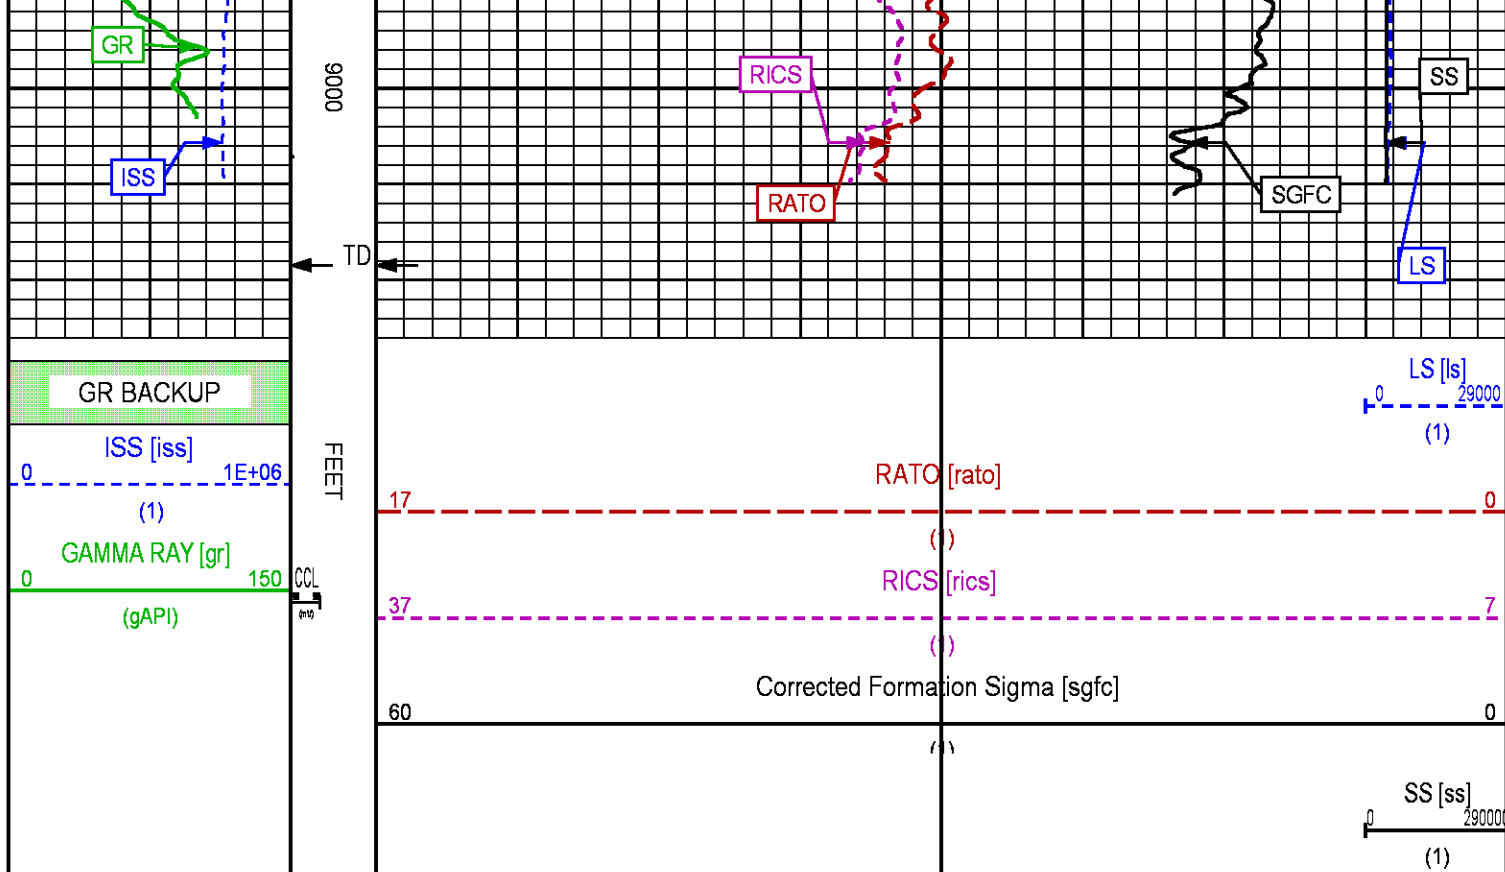 GR
9000
RICS
SS
ISS
RATO
SGFC
TD
LS
GR BACKUP
LS [ls]
0 29000
(1)
ISS [iss]
0 1E+06
(1)
FEET
RATO [rato]
17 0
(1)
GAMMA RAY [gr]
0 150
(gAPI)
CCL
RICS [rics]
37 7
(1)
Corrected Formation Sigma [sgfc]
60 0
(1)
SS [ss]
0 290000
(1)